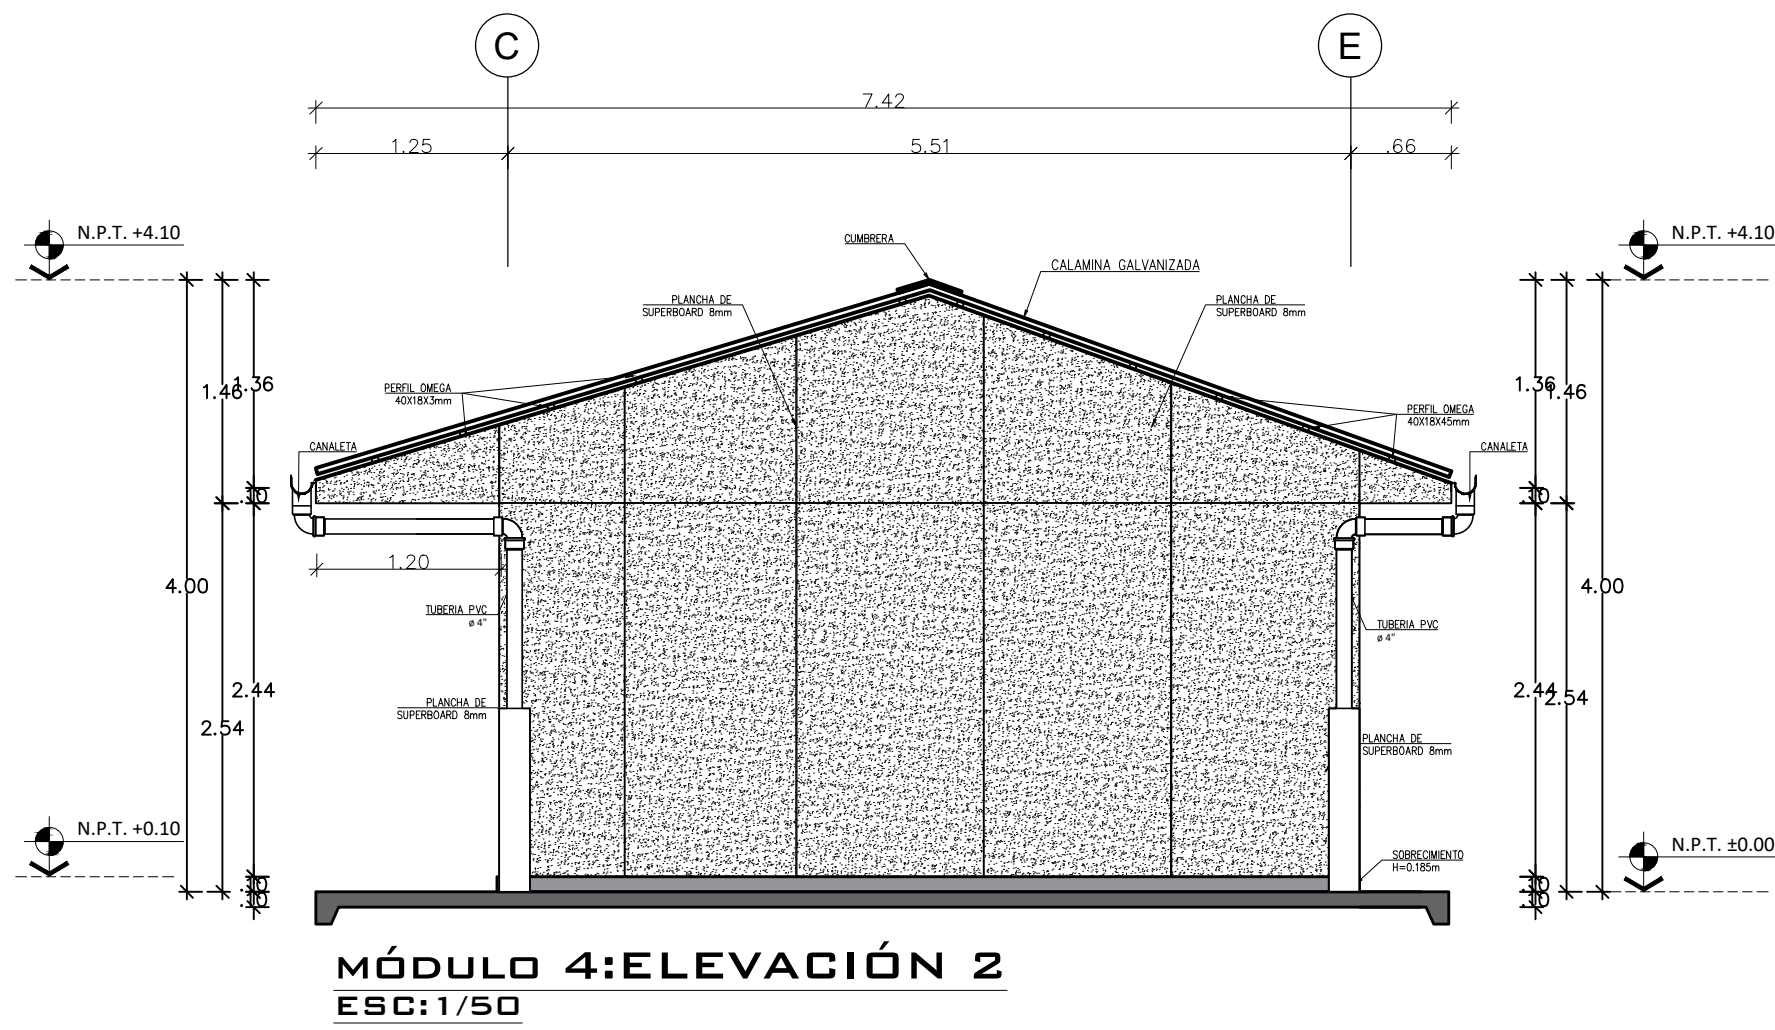 C
E
7.42
1.25
5.51
.66
N.P.T. +4.10
N.P.T. +4.10
CUMBRERA
CALAMINA GALVANIZADA
PLANCHA DE
SUPERBOARD 8mm
PLANCHA DE
SUPERBOARD 8mm
1.46
1.36
1.36
1.46
PERFIL OMEGA
40X18X3mm
PERFIL OMEGA
40X18X45mm
CANALETA
CANALETA
.10
.10
1.20
4.00
4.00
TUBERIA PVC
ø 4"
TUBERIA PVC
ø 4"
2.44
2.54
2.44
2.54
PLANCHA DE
SUPERBOARD 8mm
PLANCHA DE
SUPERBOARD 8mm
N.P.T. +0.10
N.P.T. ±0.00
SOBRECIMIENTO
H=0.185m
.10
.10
.10
.10
MÓDULO 4:ELEVACIÓN 2
ESC:1/50